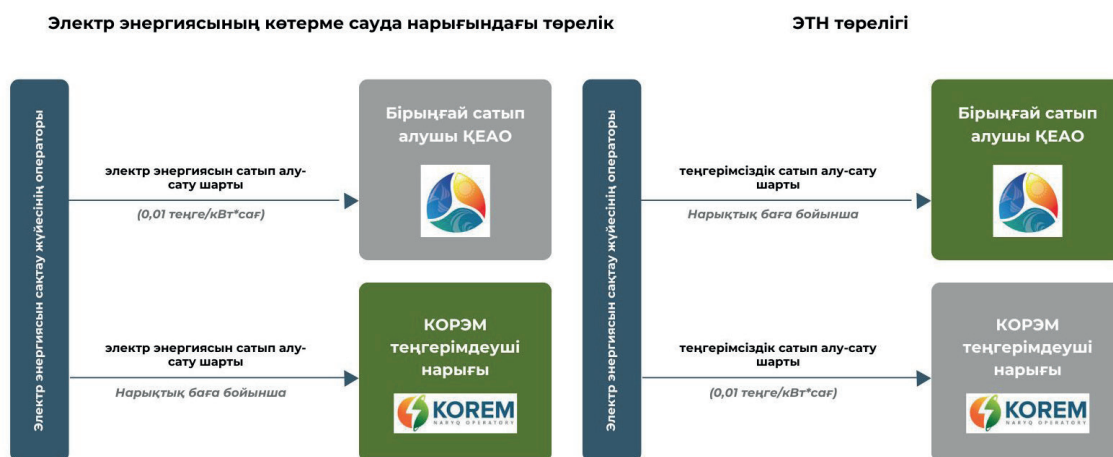 Электр энергиясының көтерме сауда нарығындағы төрелік
ЭТН төрелігі
Электр энергиясын сақтау жүйесінің операторы
электр энергиясын сатып алу-
сату шарты
(0,01 теңге/кВт*сағ)
Бірыңғай сатып
алушы ҚЕАО
электр энергиясын сатып алу-
сату шарты
Нарықтық баға бойынша
КОРЭМ
теңгерімдеуші
нарығы
KOREM
NARYQ OPERATORY
Электр энергиясын сақтау жүйесінің операторы
теңгерімсіздік сатып алу-сату
шарты
Нарықтық баға бойынша
Бірыңғай сатып
алушы ҚЕАО
теңгерімсіздік сатып алу-сату
шарты
(0,01 теңге/кВт*сағ)
КОРЭМ
теңгерімдеуші
нарығы
KOREM
NARYQ OPERATORY